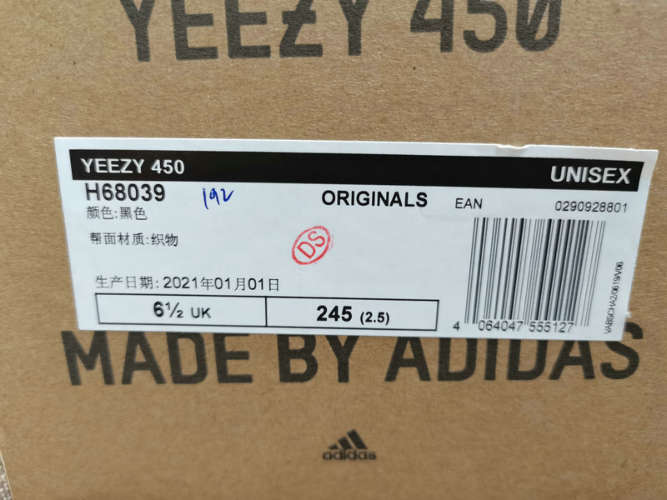 YEEZY 450
YEEZY 450
UNISEX
H68039
192
ORIGINALS
EAN
0290928801
颜色:黑色
DS
帮面材质:织物
生产日期: 2021年01月01日
6½ UK
245 (2.5)
4 064047 555127
MADE BY ADIDAS
adidas